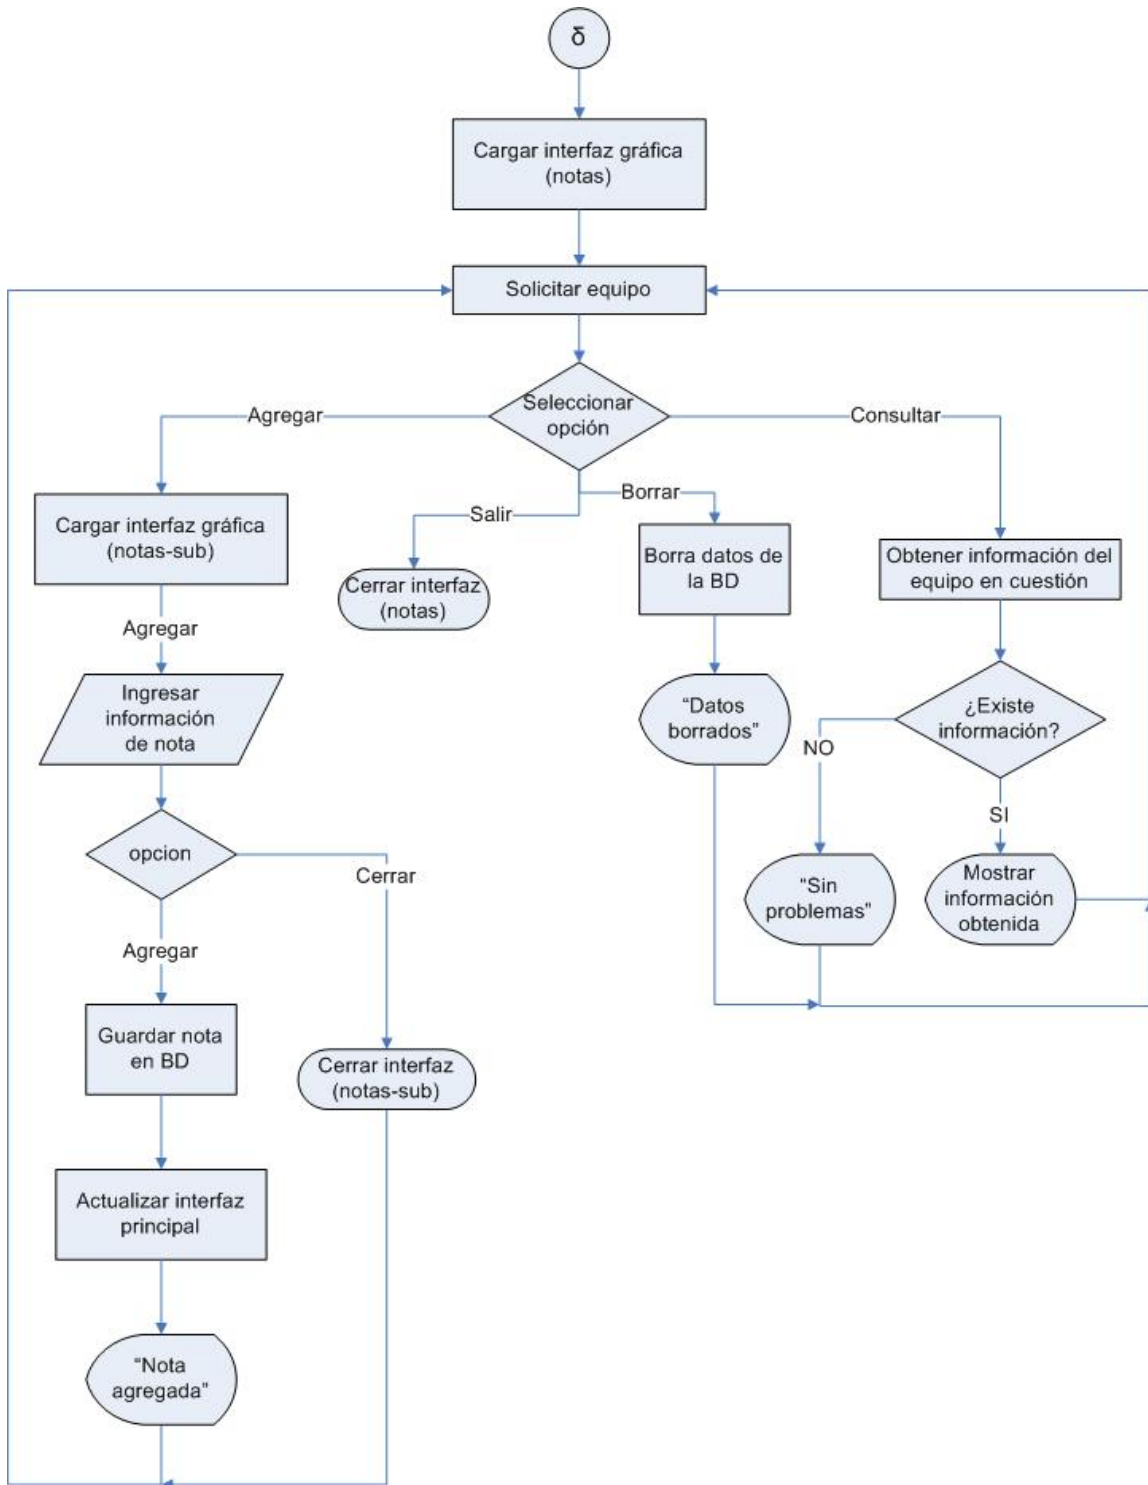 δ
Cargar interfaz gráfica
(notas)
Solicitar equipo
Seleccionar
opción
Agregar
Consultar
Salir
Borrar
Cargar interfaz gráfica
(notas-sub)
Cerrar interfaz
(notas)
Borra datos de
la BD
Obtener información del
equipo en cuestión
Agregar
Ingresar
información
de nota
“Datos
borrados”
¿Existe
información?
NO
SI
opcion
Cerrar
“Sin
problemas”
Mostrar
información
obtenida
Agregar
Guardar nota
en BD
Cerrar interfaz
(notas-sub)
Actualizar interfaz
principal
“Nota
agregada”